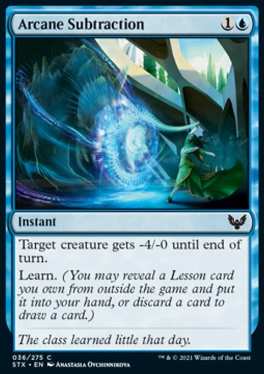 Arcane Subtraction 1
Instant
Target creature gets -4/-0 until end of
turn.
Learn. (You may reveal a Lesson card
you own from outside the game and put
it into your hand, or discard a card to
draw a card.)
The class learned little that day.
036/275 C
STX • EN Anastasia Ovchinnikova
™ & © 2021 Wizards of the Coast